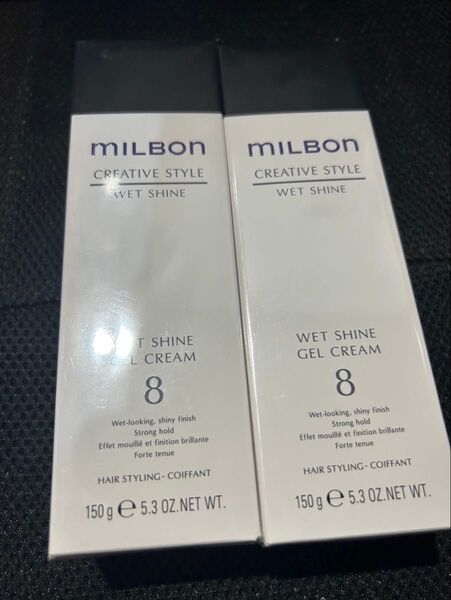 milbon
CREATIVE STYLE
WET SHINE
T SHINE
L CREAM
8
Wet-looking, shiny finish
Strong hold
Effet mouillé et finition brillante
Forte tenue
HAIR STYLING- COIFFANT
150 g ℮ 5.3 OZ.NET WT.
milbon
CREATIVE STYLE
WET SHINE
WET SHINE
GEL CREAM
8
Wet-looking, shiny finish
Strong hold
Effet mouillé et finition brillante
Forte tenue
HAIR STYLING- COIFFANT
150 g ℮ 5.3 OZ.NET WT.